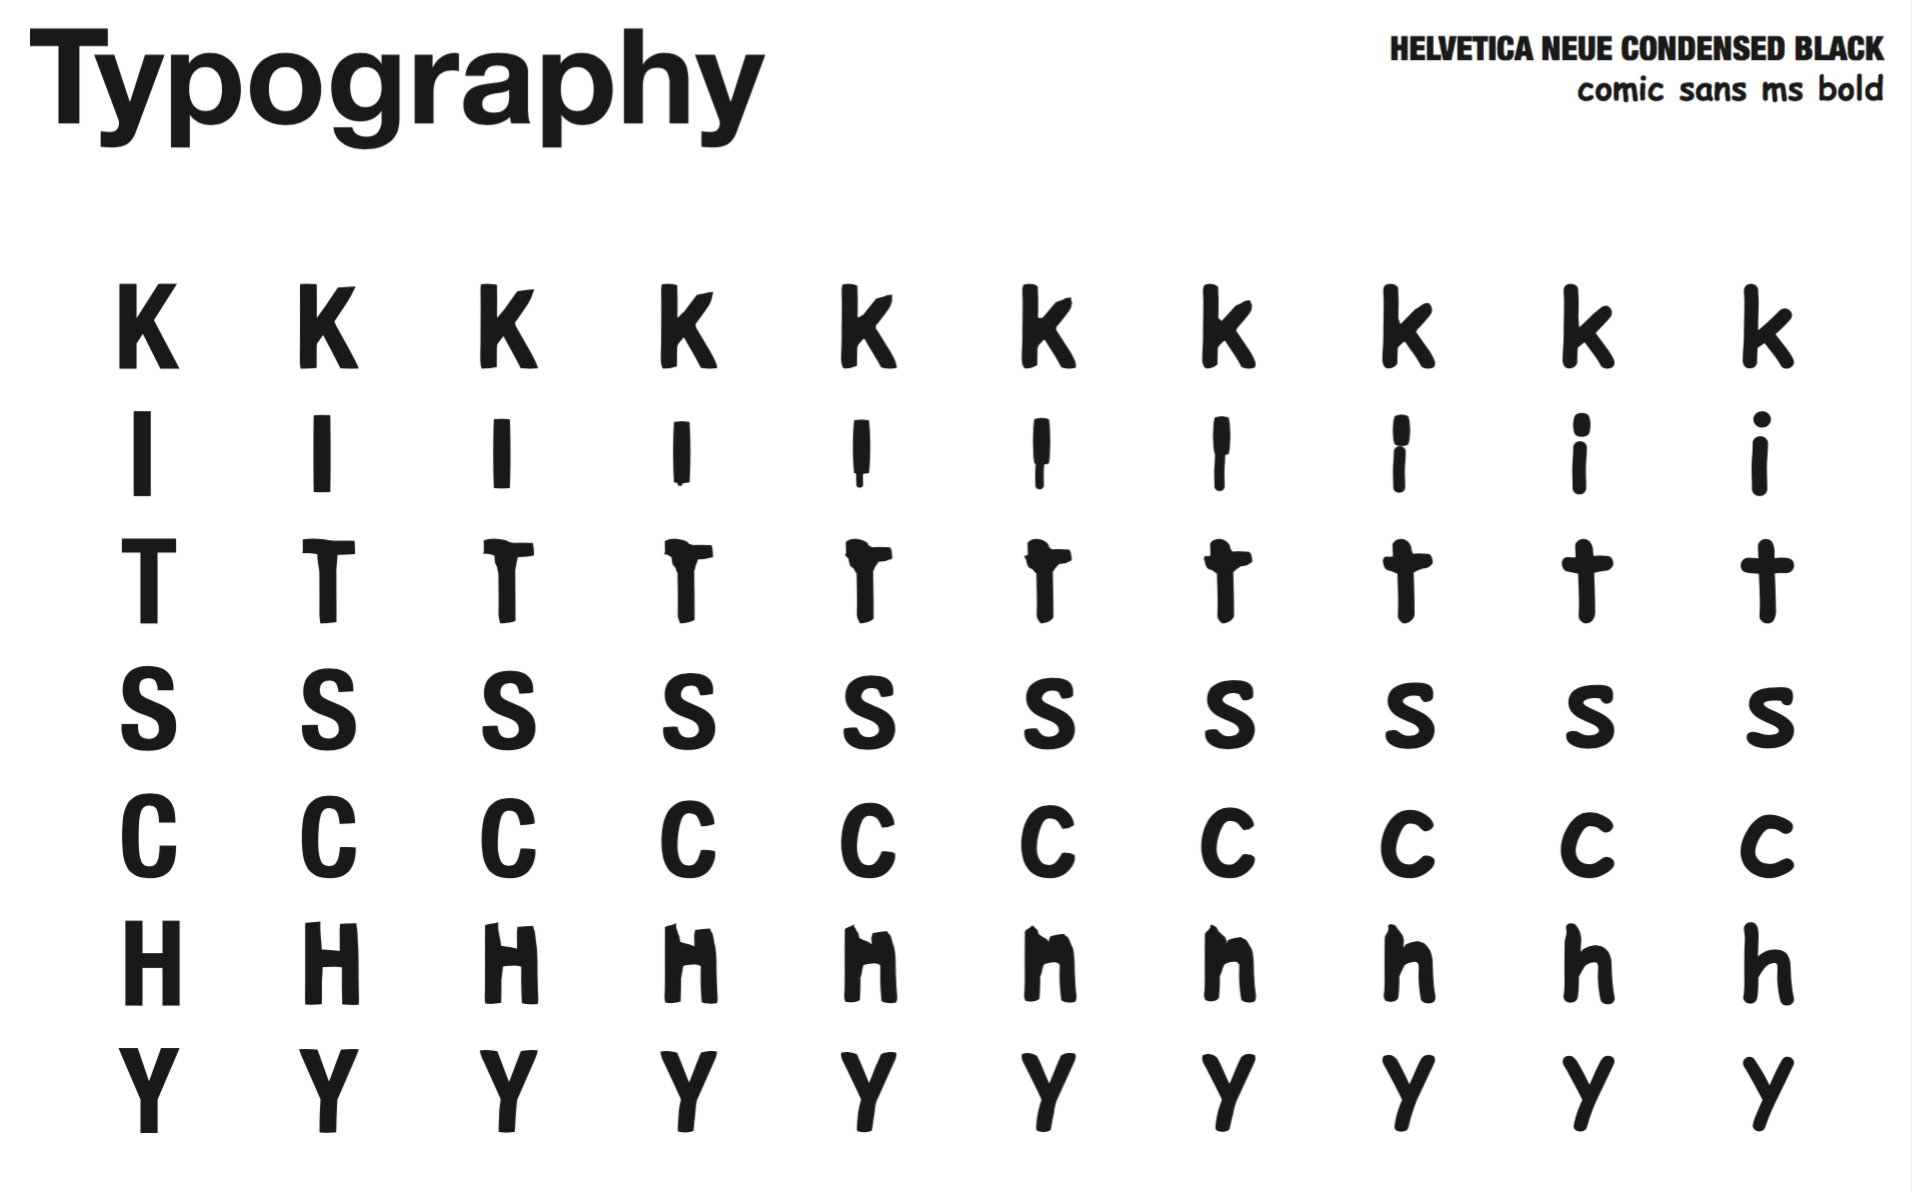 Typography
HELVETICA NEUE CONDENSED BLACK
comic sans ms bold
K K K K k k k k k k
I I I I I I I i i i
T T T T T t t t t t
S S S S S s s s s s
C C C C C c c c c c
H H H H n n n h h h
Y Y Y Y Y y y y y y